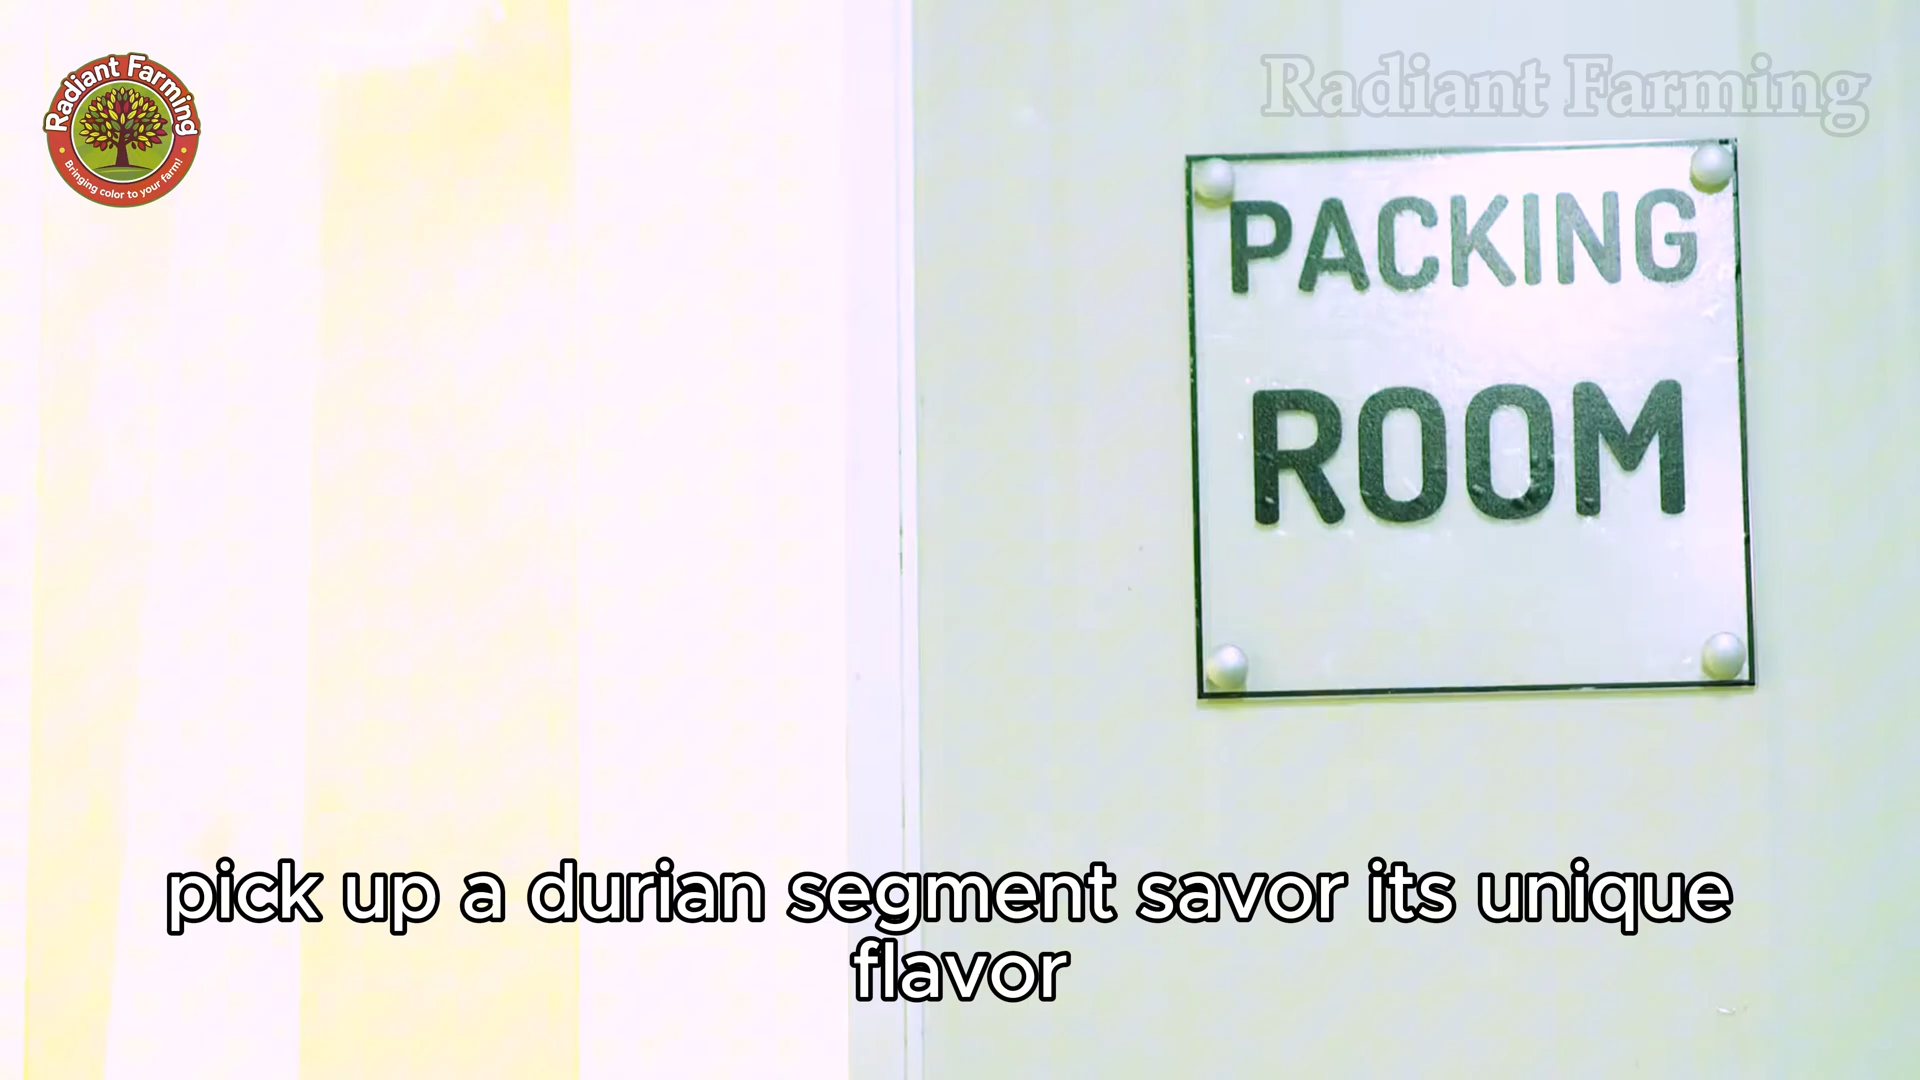 Radiant Farming
Bringing color to your farm!
Radiant Farming
PACKING
ROOM
pick up a durian segment savor its unique
flavor